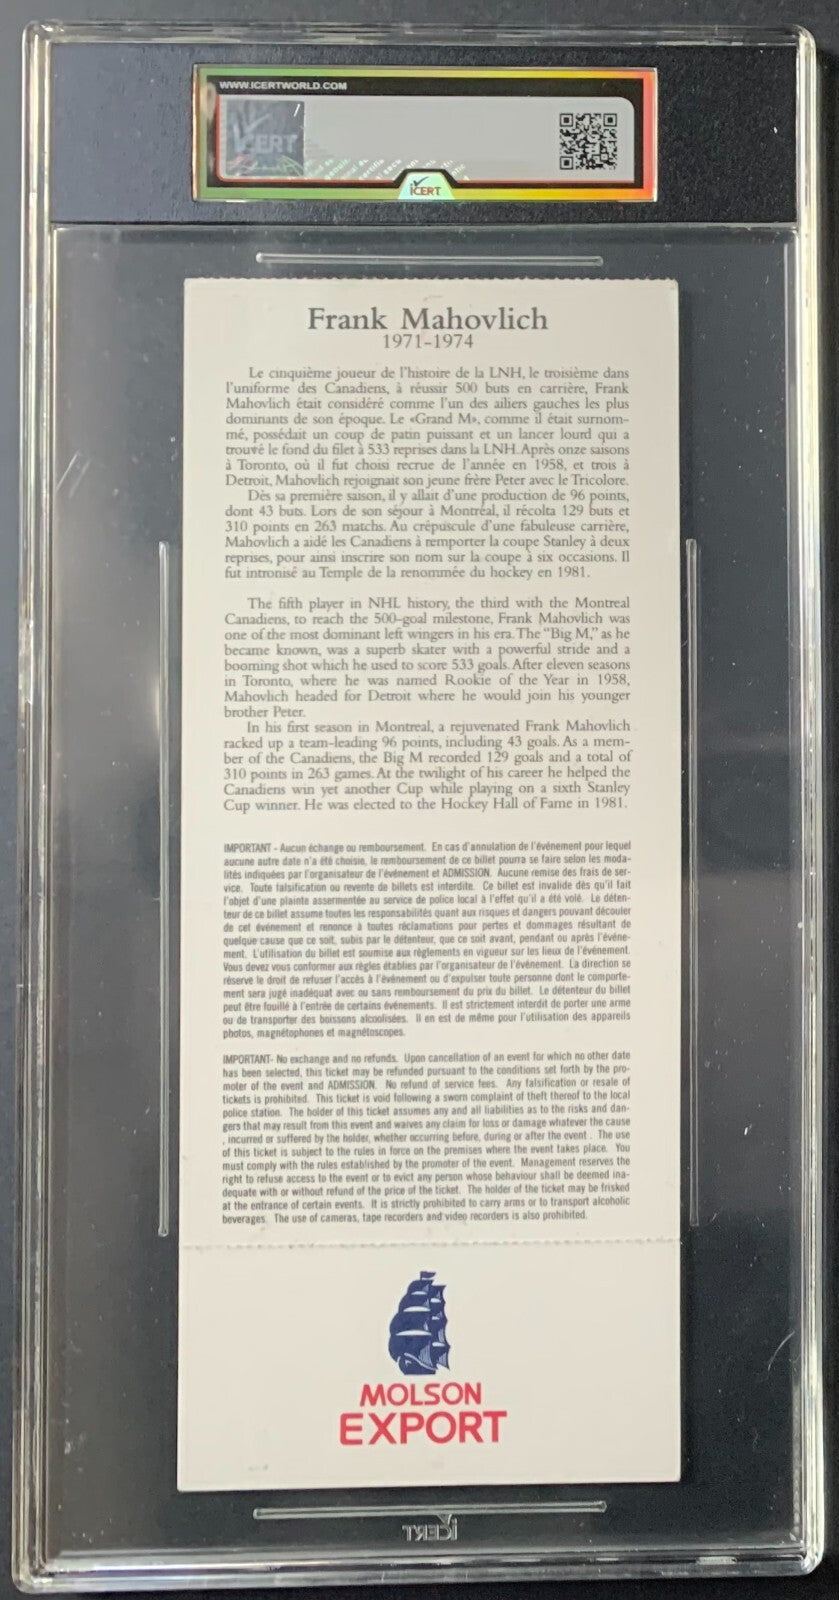 WWW.ICERTWORLD.COM
iCERT
iCERT
Frank Mahovlich
1971-1974
Le cinquième joueur de l'histoire de la LNH, le troisième dans
l'uniforme des Canadiens, à réussir 500 buts en carrière, Frank
Mahovlich était considéré comme l'un des ailiers gauches les plus
dominants de son époque. Le «Grand M», comme il était surnom-
mé, possédait un coup de patin puissant et un lancer lourd qui a
trouvé le fond du filet à 533 reprises dans la LNH. Après onze saisons
à Toronto, où il fut choisi recrue de l'année en 1958, et trois à
Detroit, Mahovlich rejoignait son jeune frère Peter avec le Tricolore.
Dès sa première saison, il y allait d'une production de 96 points,
dont 43 buts. Lors de son séjour à Montréal, il récolta 129 buts et
310 points en 263 matchs. Au crépuscule d'une fabuleuse carrière,
Mahovlich a aidé les Canadiens à remporter la coupe Stanley à deux
reprises, pour ainsi inscrire son nom sur la coupe à six occasions. Il
fut intronisé au Temple de la renommée du hockey en 1981.
The fifth player in NHL history, the third with the Montreal
Canadiens, to reach the 500-goal milestone, Frank Mahovlich was
one of the most dominant left wingers in his era. The "Big M," as he
became known, was a superb skater with a powerful stride and a
booming shot which he used to score 533 goals. After eleven seasons
in Toronto, where he was named Rookie of the Year in 1958,
Mahovlich headed for Detroit where he would join his younger
brother Peter.
In his first season in Montreal, a rejuvenated Frank Mahovlich
racked up a team-leading 96 points, including 43 goals. As a mem-
ber of the Canadiens, the Big M recorded 129 goals and a total of
310 points in 263 games. At the twilight of his career he helped the
Canadiens win yet another Cup while playing on a sixth Stanley
Cup winner. He was elected to the Hockey Hall of Fame in 1981.
IMPORTANT - Aucun échange ou remboursement. En cas d'annulation de l'événement pour lequel
aucune autre date n'a été choisie, le remboursement de ce billet pourra se faire selon les moda-
lités indiquées par l'organisateur de l'événement et ADMISSION. Aucune remise des frais de ser-
vice. Toute falsification ou revente de billets est interdite. Ce billet est invalide dès qu'il fait
l'objet d'une plainte assermentée au service de police local à l'effet qu'il a été volé. Le déten-
teur de ce billet assume toutes les responsabilités quant aux risques et dangers pouvant découler
de cet événement et renonce à toutes réclamations pour pertes et dommages résultant de
quelque cause que ce soit, subis par le détenteur, que ce soit avant, pendant ou après l'événe-
ment. L'utilisation du billet est soumise aux règlements en vigueur sur les lieux de l'événement.
Vous devez vous conformer aux règles établies par l'organisateur de l'événement. La direction se
réserve le droit de refuser l'accès à l'événement ou d'expulser toute personne dont le comporte-
ment sera jugé inadéquat avec ou sans remboursement du prix du billet. Le détenteur du billet
peut être fouillé à l'entrée de certains événements. Il est strictement interdit de porter une arme
ou de transporter des boissons alcoolisées. Il en est de même pour l'utilisation des appareils
photos, magnétophones et magnétoscopes.
IMPORTANT- No exchange and no refunds. Upon cancellation of an event for which no other date
has been selected, this ticket may be refunded pursuant to the conditions set forth by the pro-
moter of the event and ADMISSION. No refund of service fees. Any falsification or resale of
tickets is prohibited. This ticket is void following a sworn complaint of theft thereof to the local
police station. The holder of this ticket assumes any and all liabilities as to the risks and dan-
gers that may result from this event and waives any claim for loss or damage whatever the cause
, incurred or suffered by the holder, whether occurring before, during or after the event . The use
of this ticket is subject to the rules in force on the premises where the event takes place. You
must comply with the rules established by the promoter of the event. Management reserves the
right to refuse access to the event or to evict any person whose behaviour shall be deemed ina-
dequate with or without refund of the price of the ticket. The holder of the ticket may be frisked
at the entrance of certain events. It is strictly prohibited to carry arms or to transport alcoholic
beverages. The use of cameras, tape recorders and video recorders is also prohibited.
MOLSON
EXPORT
iCERT